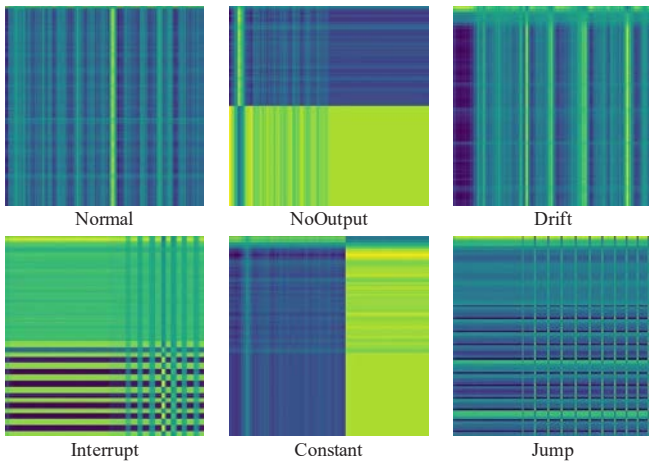 Normal
NoOutput
Drift
Interrupt
Constant
Jump